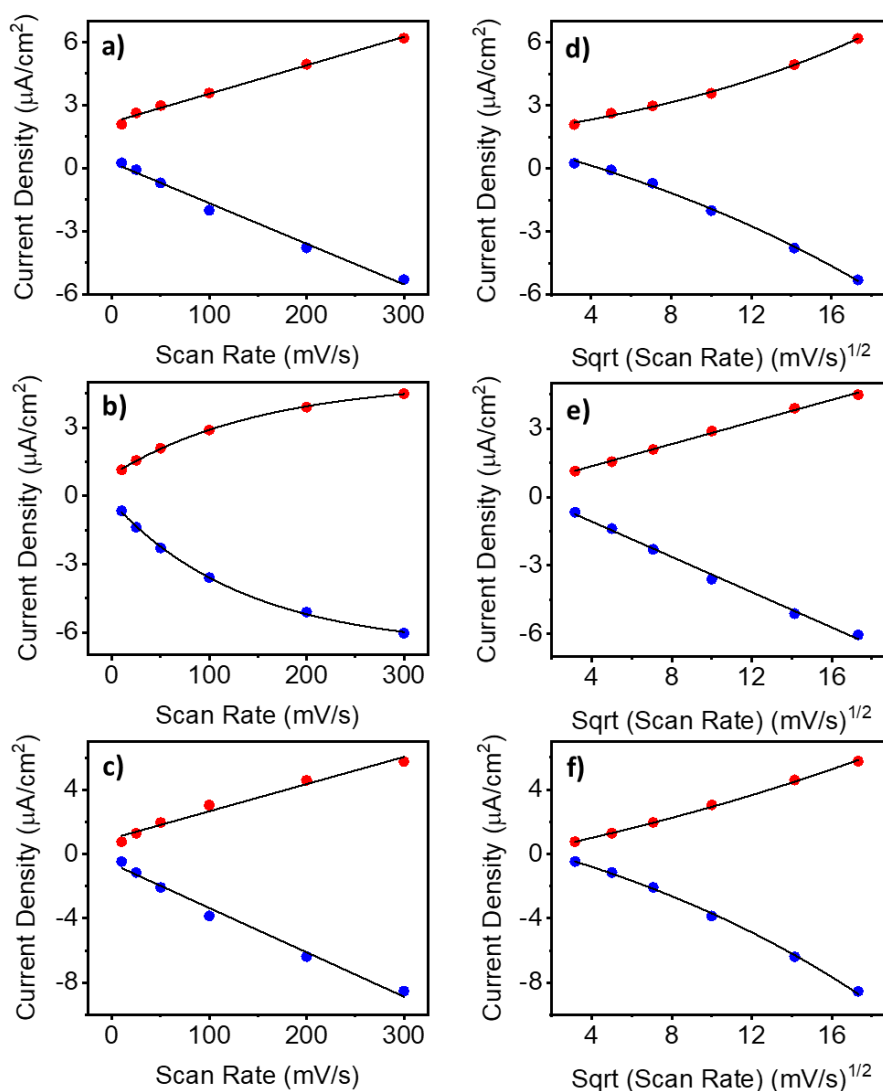 a)
Current Density (μA/cm²)
6
3
0
-3
-6
0 100 200 300
Scan Rate (mV/s)
d)
Current Density (μA/cm²)
6
3
0
-3
-6
4 8 12 16
Sqrt (Scan Rate) (mV/s)^1/2
b)
Current Density (μA/cm²)
3
0
-3
-6
0 100 200 300
Scan Rate (mV/s)
e)
Current Density (μA/cm²)
3
0
-3
-6
4 8 12 16
Sqrt (Scan Rate) (mV/s)^1/2
c)
Current Density (μA/cm²)
4
0
-4
-8
0 100 200 300
Scan Rate (mV/s)
f)
Current Density (μA/cm²)
4
0
-4
-8
4 8 12 16
Sqrt (Scan Rate) (mV/s)^1/2